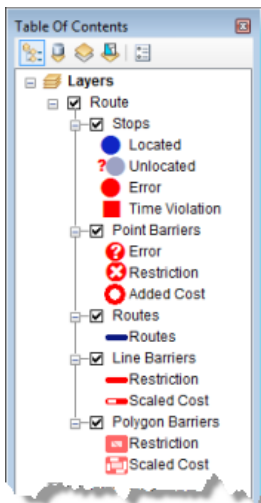 Table Of Contents
Layers
Route
Stops
Located
? Unlocated
Error
Time Violation
Point Barriers
? Error
Restriction
Added Cost
Routes
Routes
Line Barriers
Restriction
Scaled Cost
Polygon Barriers
Restriction
Scaled Cost